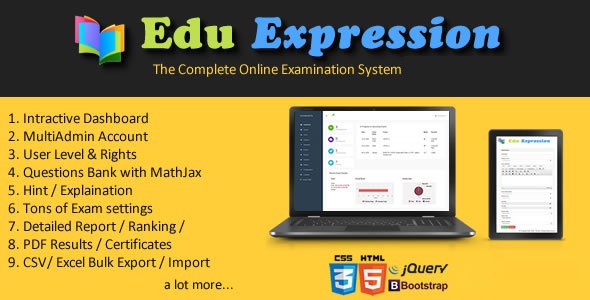 Edu Expression
The Complete Online Examination System
1. Intractive Dashboard
2. MultiAdmin Account
3. User Level & Rights
4. Questions Bank with MathJax
5. Hint / Explaination
6. Tons of Exam settings
7. Detailed Report / Ranking /
8. PDF Results / Certificates
9. CSV/ Excel Bulk Export / Import
a lot more...
Edu Expression
CSS
3
HTML
5
jQuery
B Bootstrap